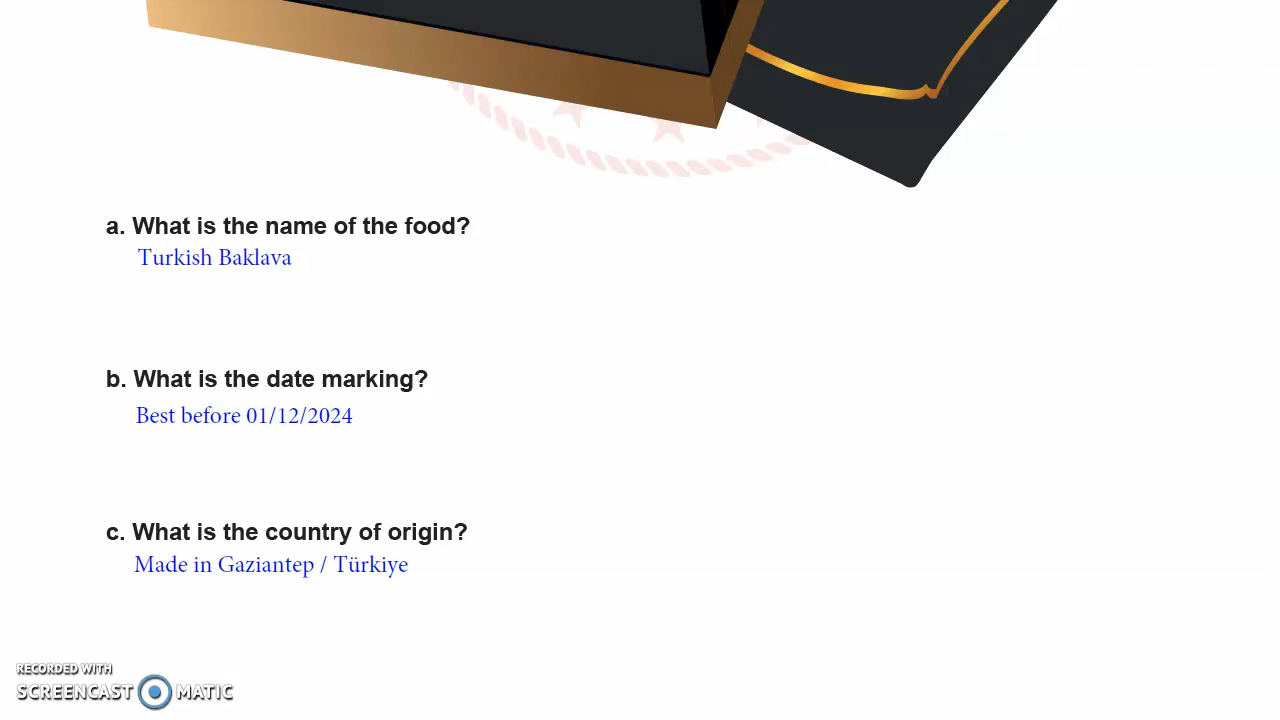 a. What is the name of the food?
Turkish Baklava
b. What is the date marking?
Best before 01/12/2024
c. What is the country of origin?
Made in Gaziantep / Türkiye
RECORDED WITH
SCREENCAST MATIC